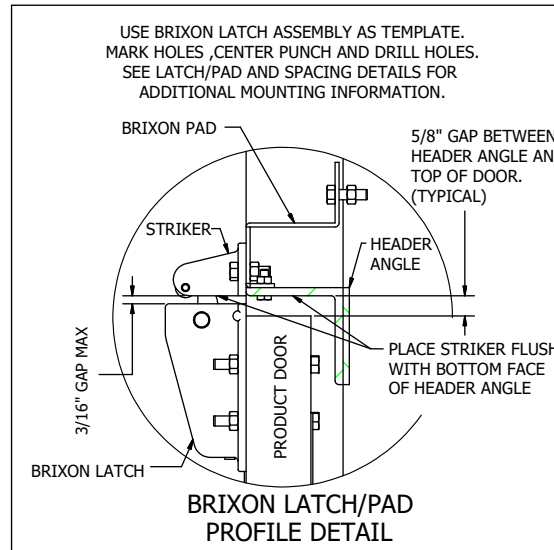 USE BRIXON LATCH ASSEMBLY AS TEMPLATE.
MARK HOLES ,CENTER PUNCH AND DRILL HOLES.
SEE LATCH/PAD AND SPACING DETAILS FOR
ADDITIONAL MOUNTING INFORMATION.
BRIXON PAD
5/8" GAP BETWEEN
HEADER ANGLE AN
TOP OF DOOR.
(TYPICAL)
STRIKER
HEADER
ANGLE
3/16" GAP MAX
PLACE STRIKER FLUSH
WITH BOTTOM FACE
OF HEADER ANGLE
PRODUCT DOOR
BRIXON LATCH
BRIXON LATCH/PAD
PROFILE DETAIL